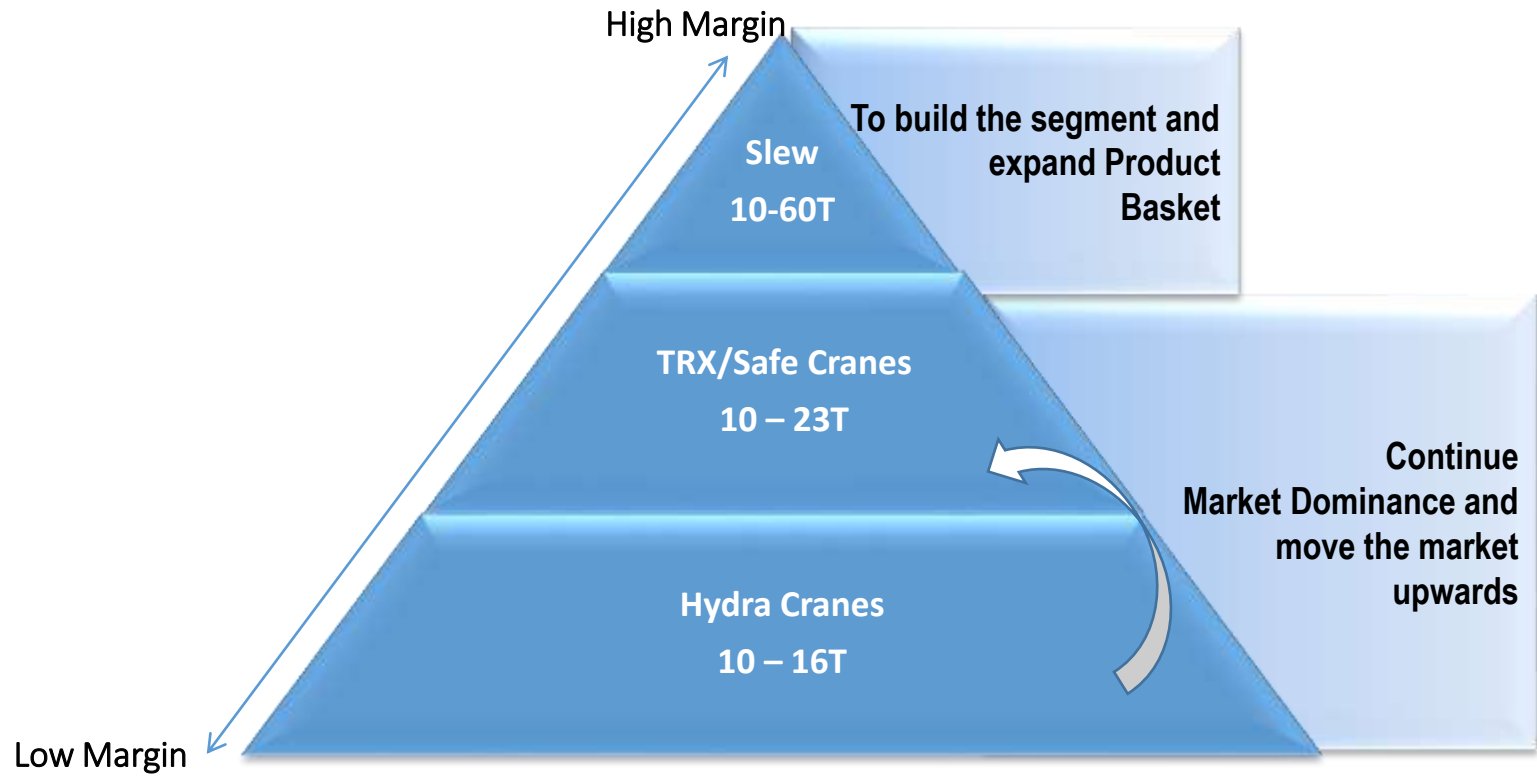 High Margin
To build the segment and
expand Product
Basket
Slew
10-60T
TRX/Safe Cranes
10 – 23T
Continue
Market Dominance and
move the market
upwards
Hydra Cranes
10 – 16T
Low Margin